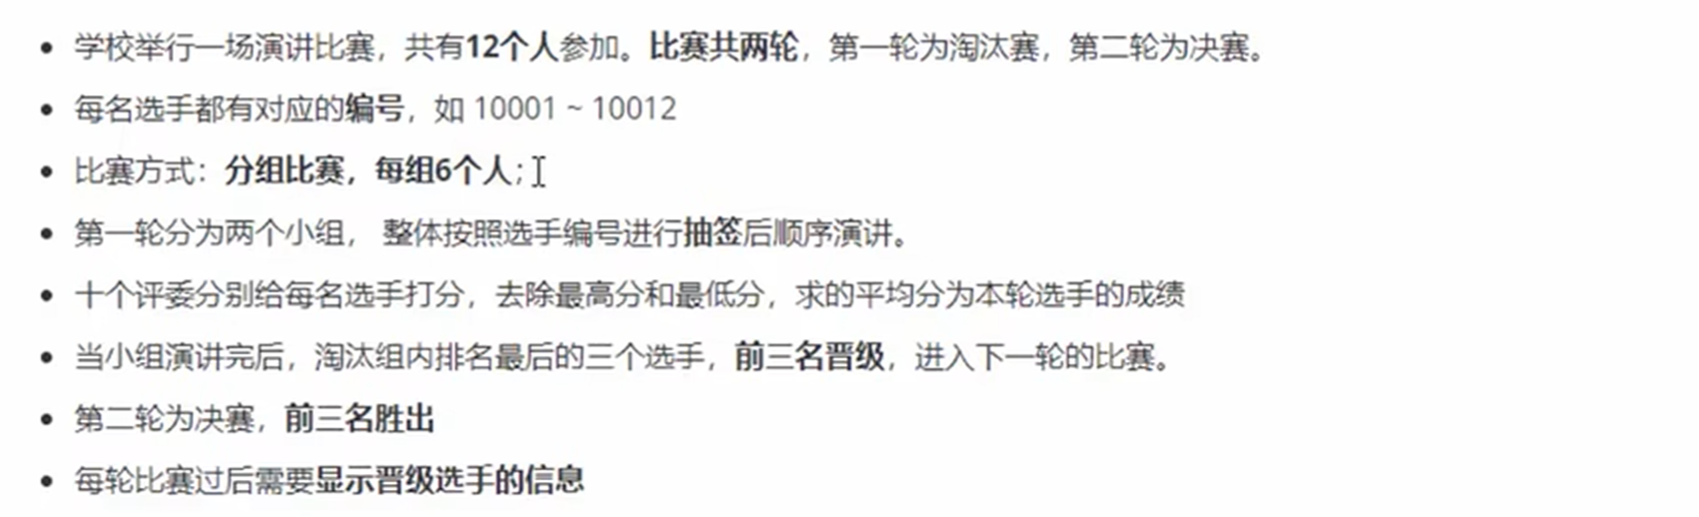 学校举行一场演讲比赛，共有12个人参加。比赛共两轮，第一轮为淘汰赛，第二轮为决赛。
每名选手都有对应的编号，如 10001 ~ 10012
比赛方式：分组比赛，每组6个人；
第一轮分为两个小组， 整体按照选手编号进行抽签后顺序演讲。
十个评委分别给每名选手打分，去除最高分和最低分，求的平均分为本轮选手的成绩
当小组演讲完后，淘汰组内排名最后的三个选手，前三名晋级，进入下一轮的比赛。
第二轮为决赛，前三名胜出
每轮比赛过后需要显示晋级选手的信息